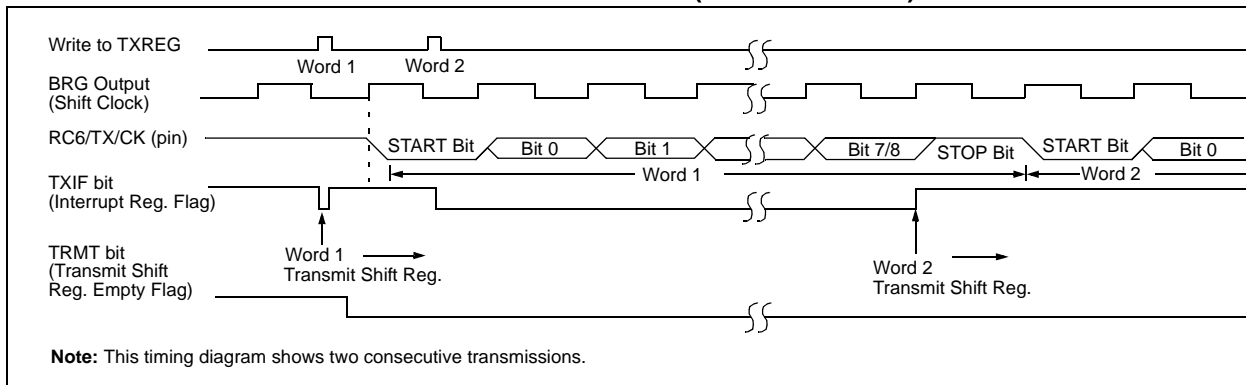 Write to TXREG
Word 1
Word 2
BRG Output
(Shift Clock)
RC6/TX/CK (pin)
START Bit
Bit 0
Bit 1
Bit 7/8
STOP Bit
START Bit
Bit 0
Word 1
Word 2
TXIF bit
(Interrupt Reg. Flag)
Word 1
Transmit Shift Reg.
Word 2
Transmit Shift Reg.
TRMT bit
(Transmit Shift
Reg. Empty Flag)
Note: This timing diagram shows two consecutive transmissions.